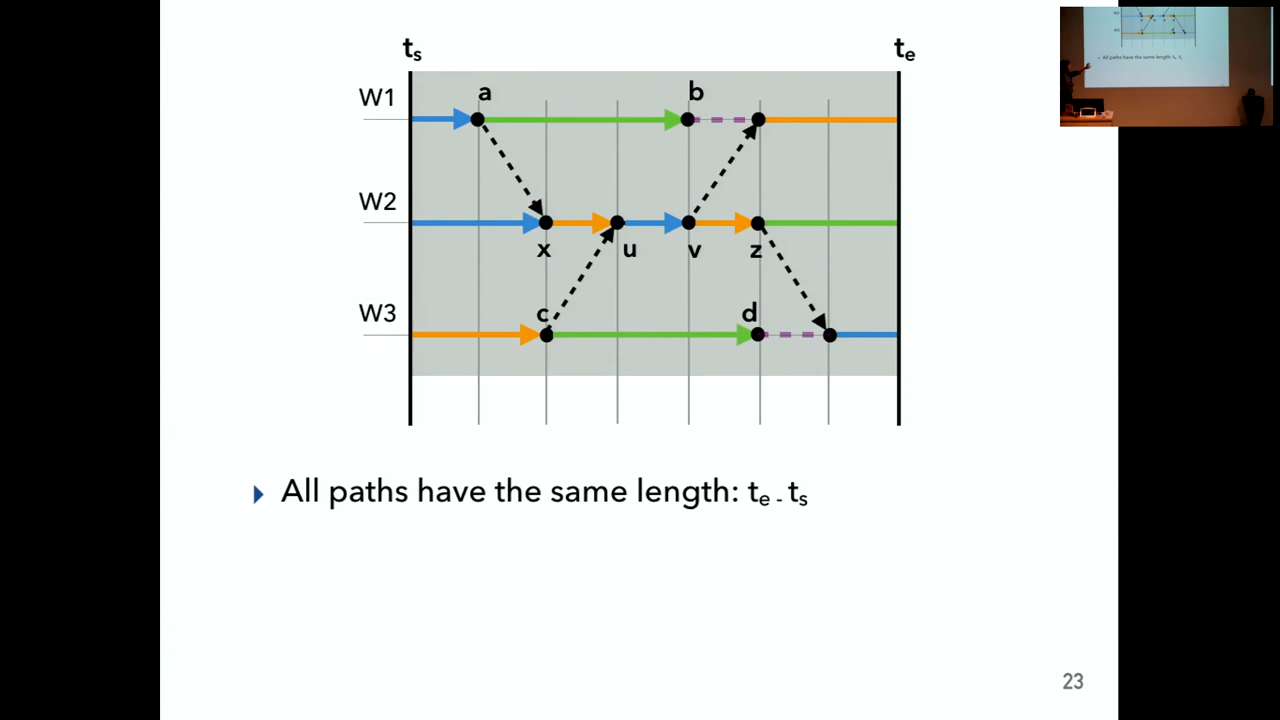 ts te
W1 a b
W2
x u v z
W3 c d
▸ All paths have the same length: te - ts
23